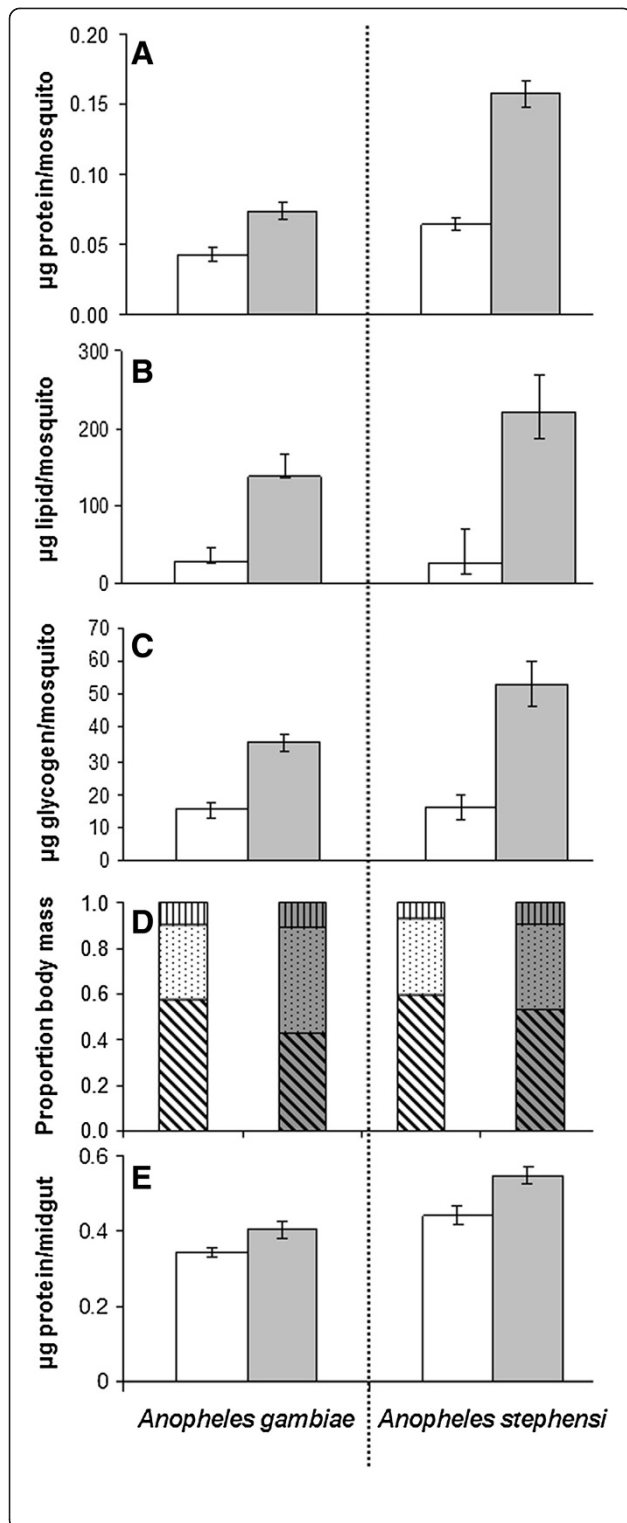 A
µg protein/mosquito
0.20
0.15
0.10
0.05
0.00
B
µg lipid/mosquito
300
200
100
0
C
µg glycogen/mosquito
70
60
50
40
30
20
10
0
D
Proportion body mass
1.0
0.8
0.6
0.4
0.2
0.0
E
µg protein/midgut
0.6
0.4
0.2
0
Anopheles gambiae
Anopheles stephensi